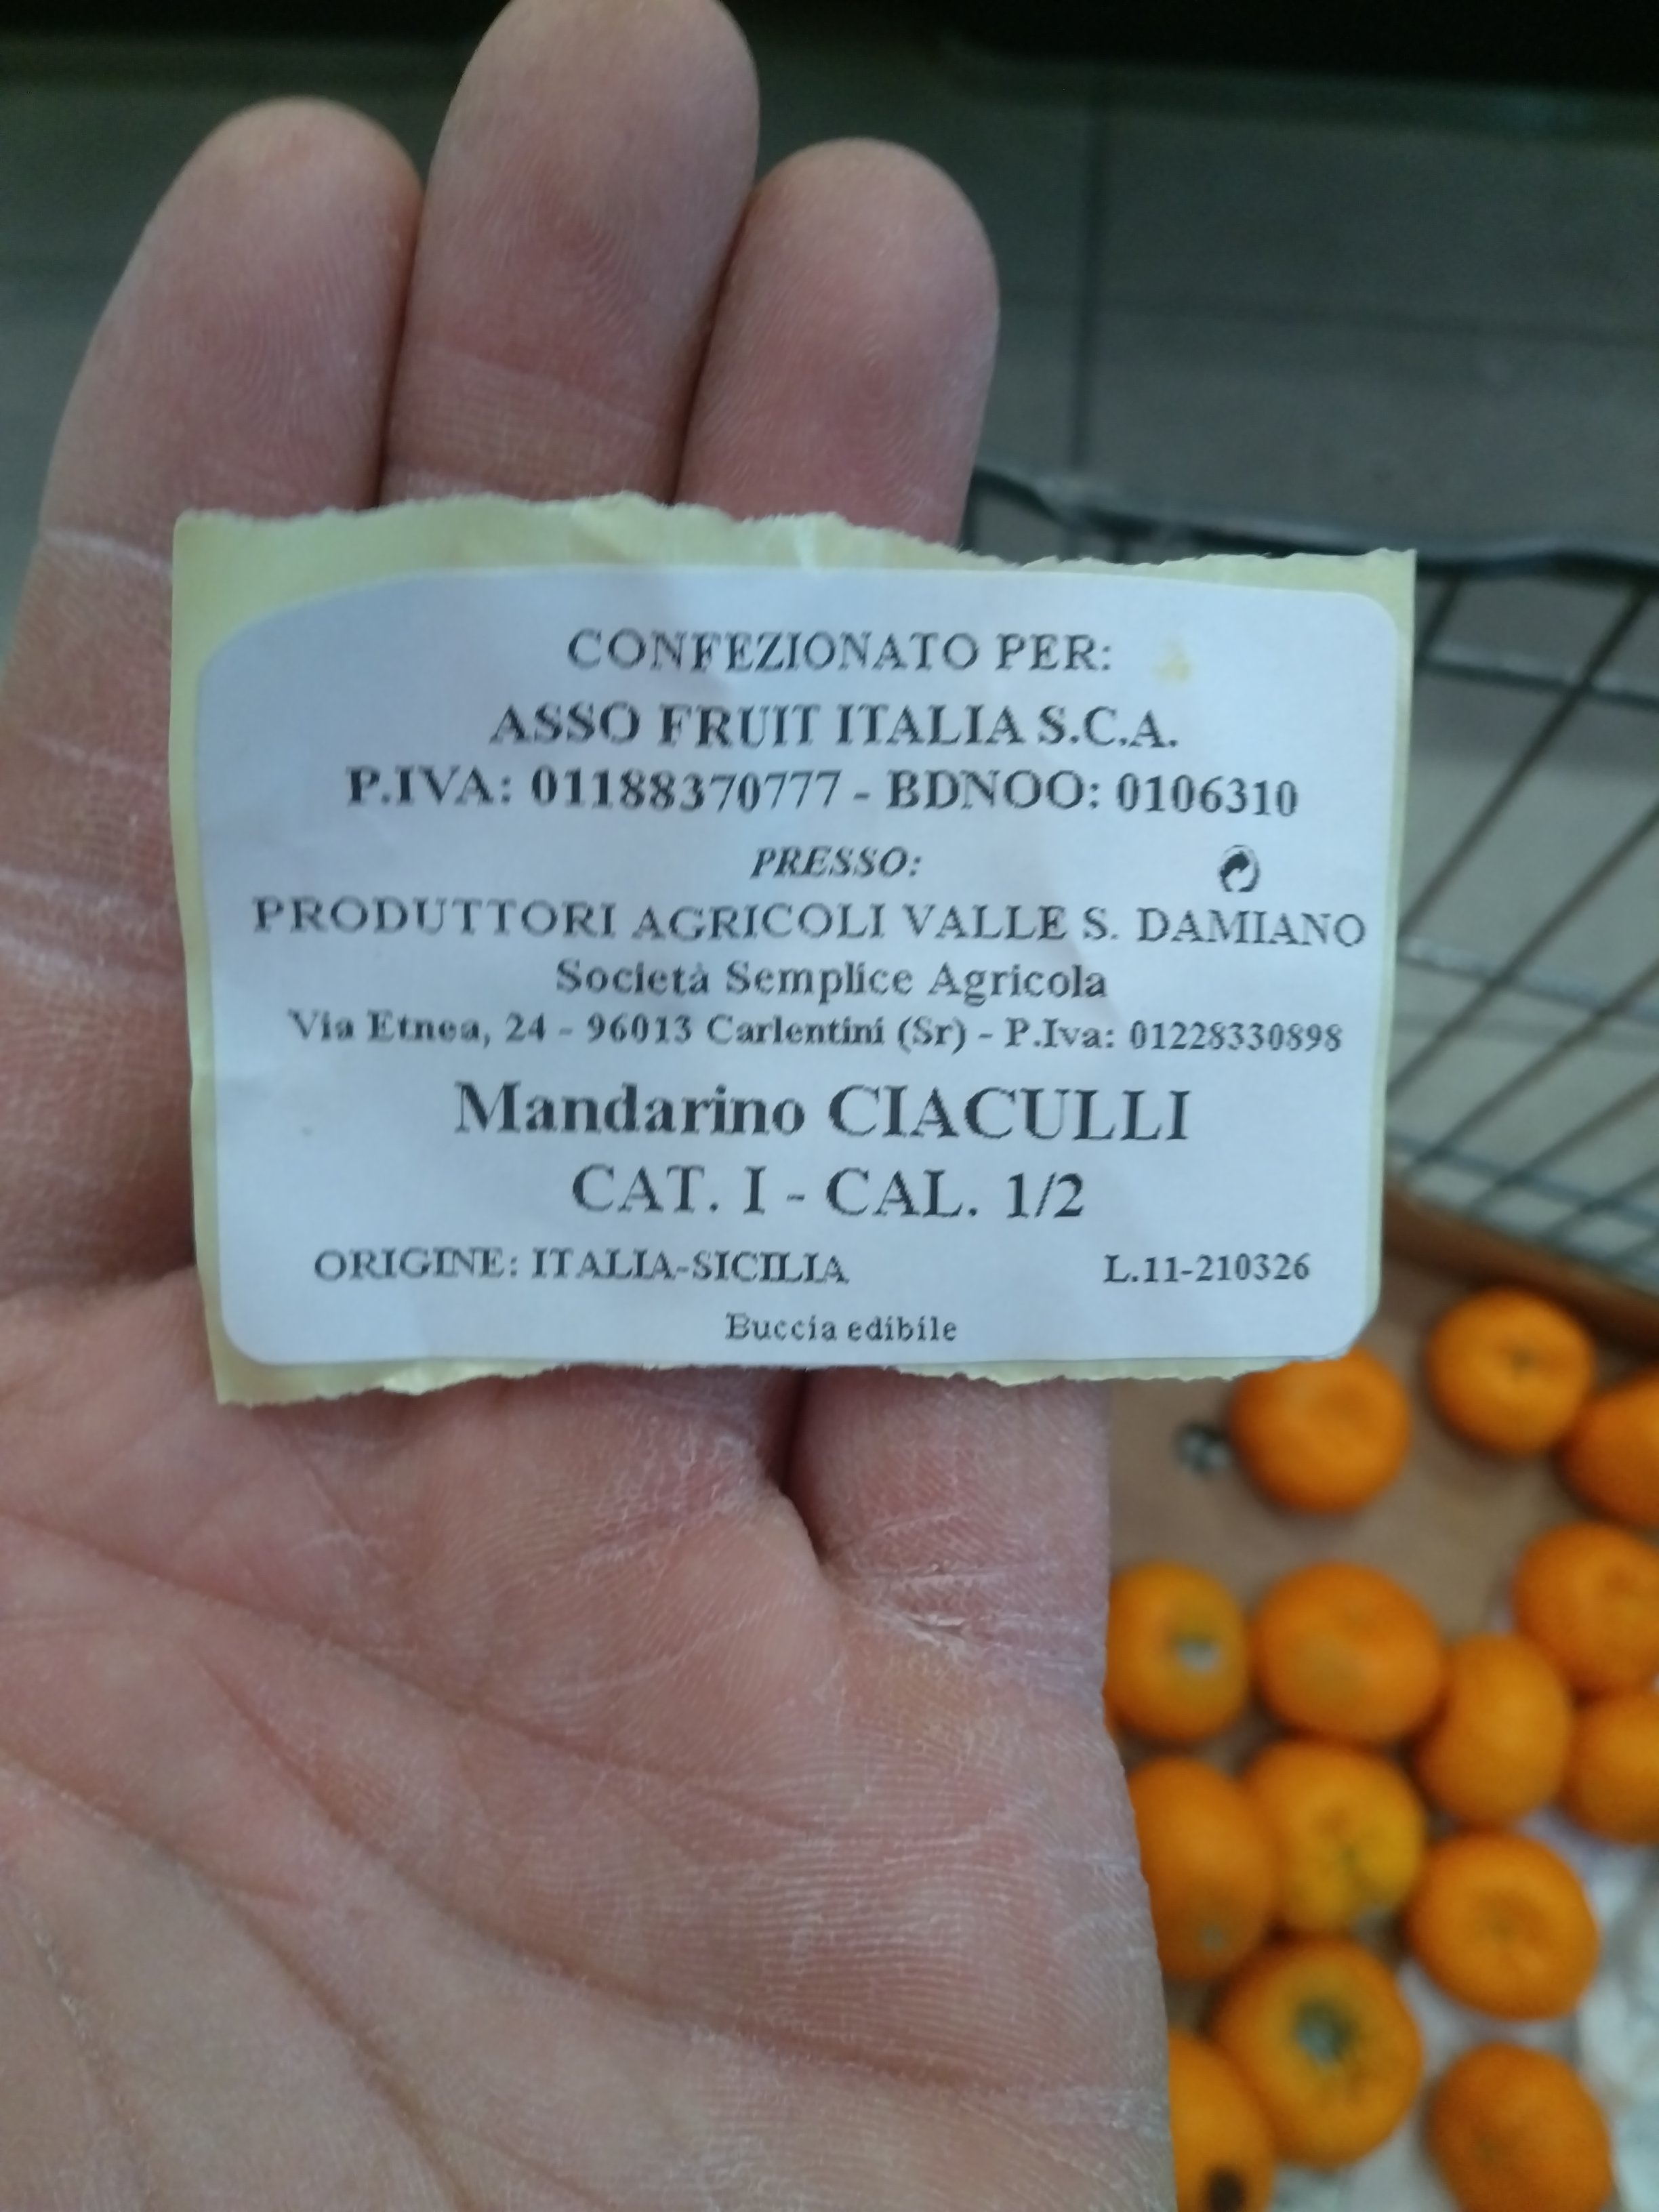 CONFEZIONATO PER:
ASSO FRUIT ITALIA S.C.A.
P.IVA: 01188370777 - BDNOO: 0106310
PRESSO:
PRODUTTORI AGRICOLI VALLE S. DAMIANO
Società Semplice Agricola
Via Etnea, 24 - 96013 Carlentini (Sr) - P.Iva: 01228330898
Mandarino CIACULLI
CAT. I - CAL. 1/2
ORIGINE: ITALIA-SICILIA L.11-210326
Buccia edibile